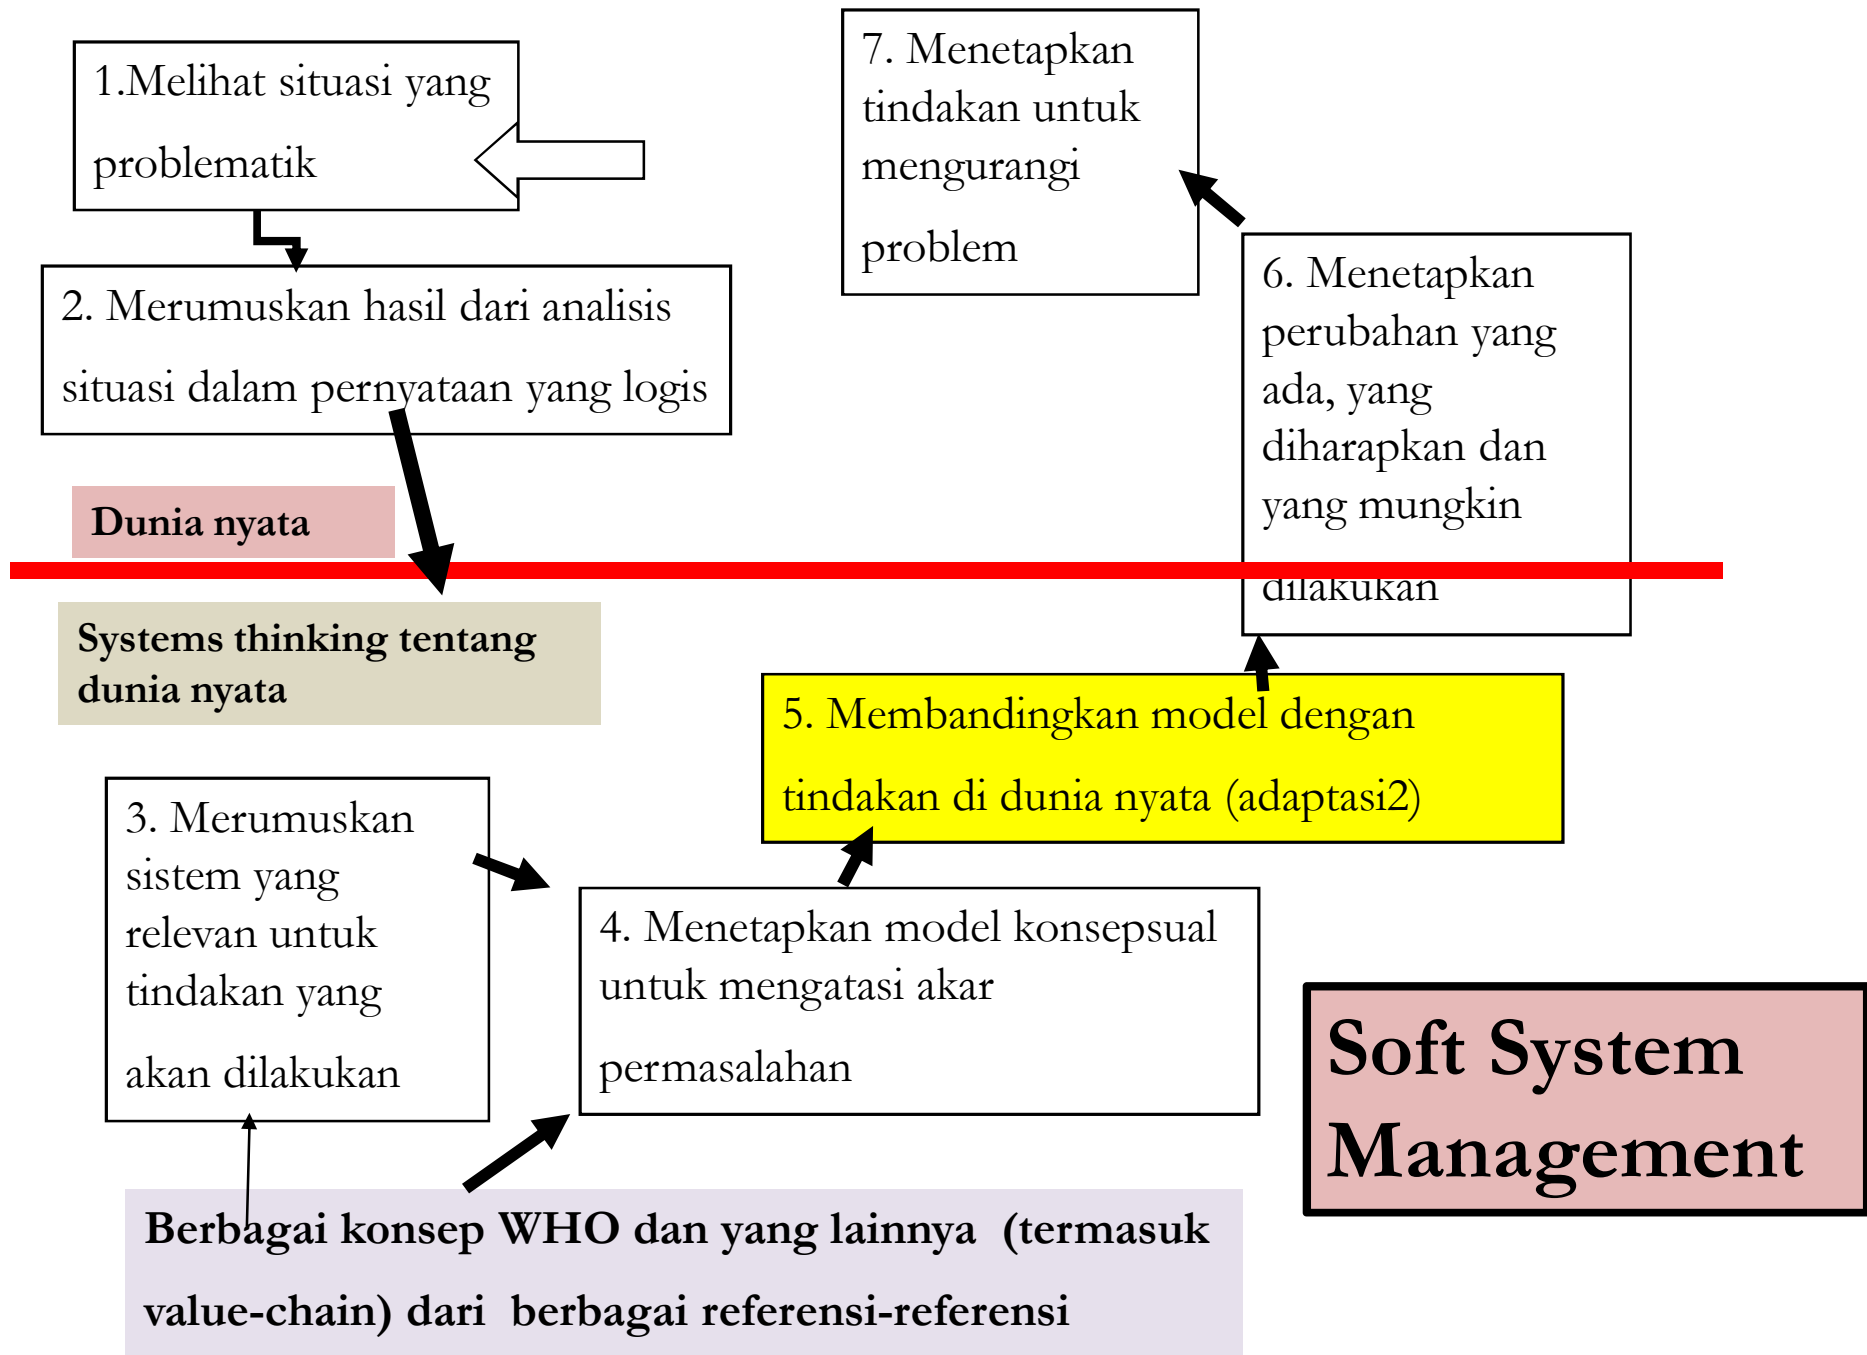 1.Melihat situasi yang
problematik
2. Merumuskan hasil dari analisis
situasi dalam pernyataan yang logis
Dunia nyata
Systems thinking tentang
dunia nyata
3. Merumuskan
sistem yang
relevan untuk
tindakan yang
akan dilakukan
4. Menetapkan model konsepsual
untuk mengatasi akar
permasalahan
5. Membandingkan model dengan
tindakan di dunia nyata (adaptasi2)
6. Menetapkan
perubahan yang
ada, yang
diharapkan dan
yang mungkin
dilakukan
7. Menetapkan
tindakan untuk
mengurangi
problem
Berbagai konsep WHO dan yang lainnya (termasuk
value-chain) dari berbagai referensi-referensi
Soft System
Management